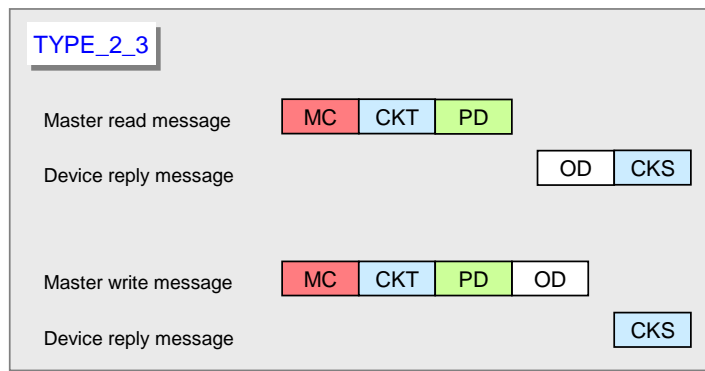 TYPE_2_3
Master read message MC CKT PD
Device reply message OD CKS
Master write message MC CKT PD OD
Device reply message CKS